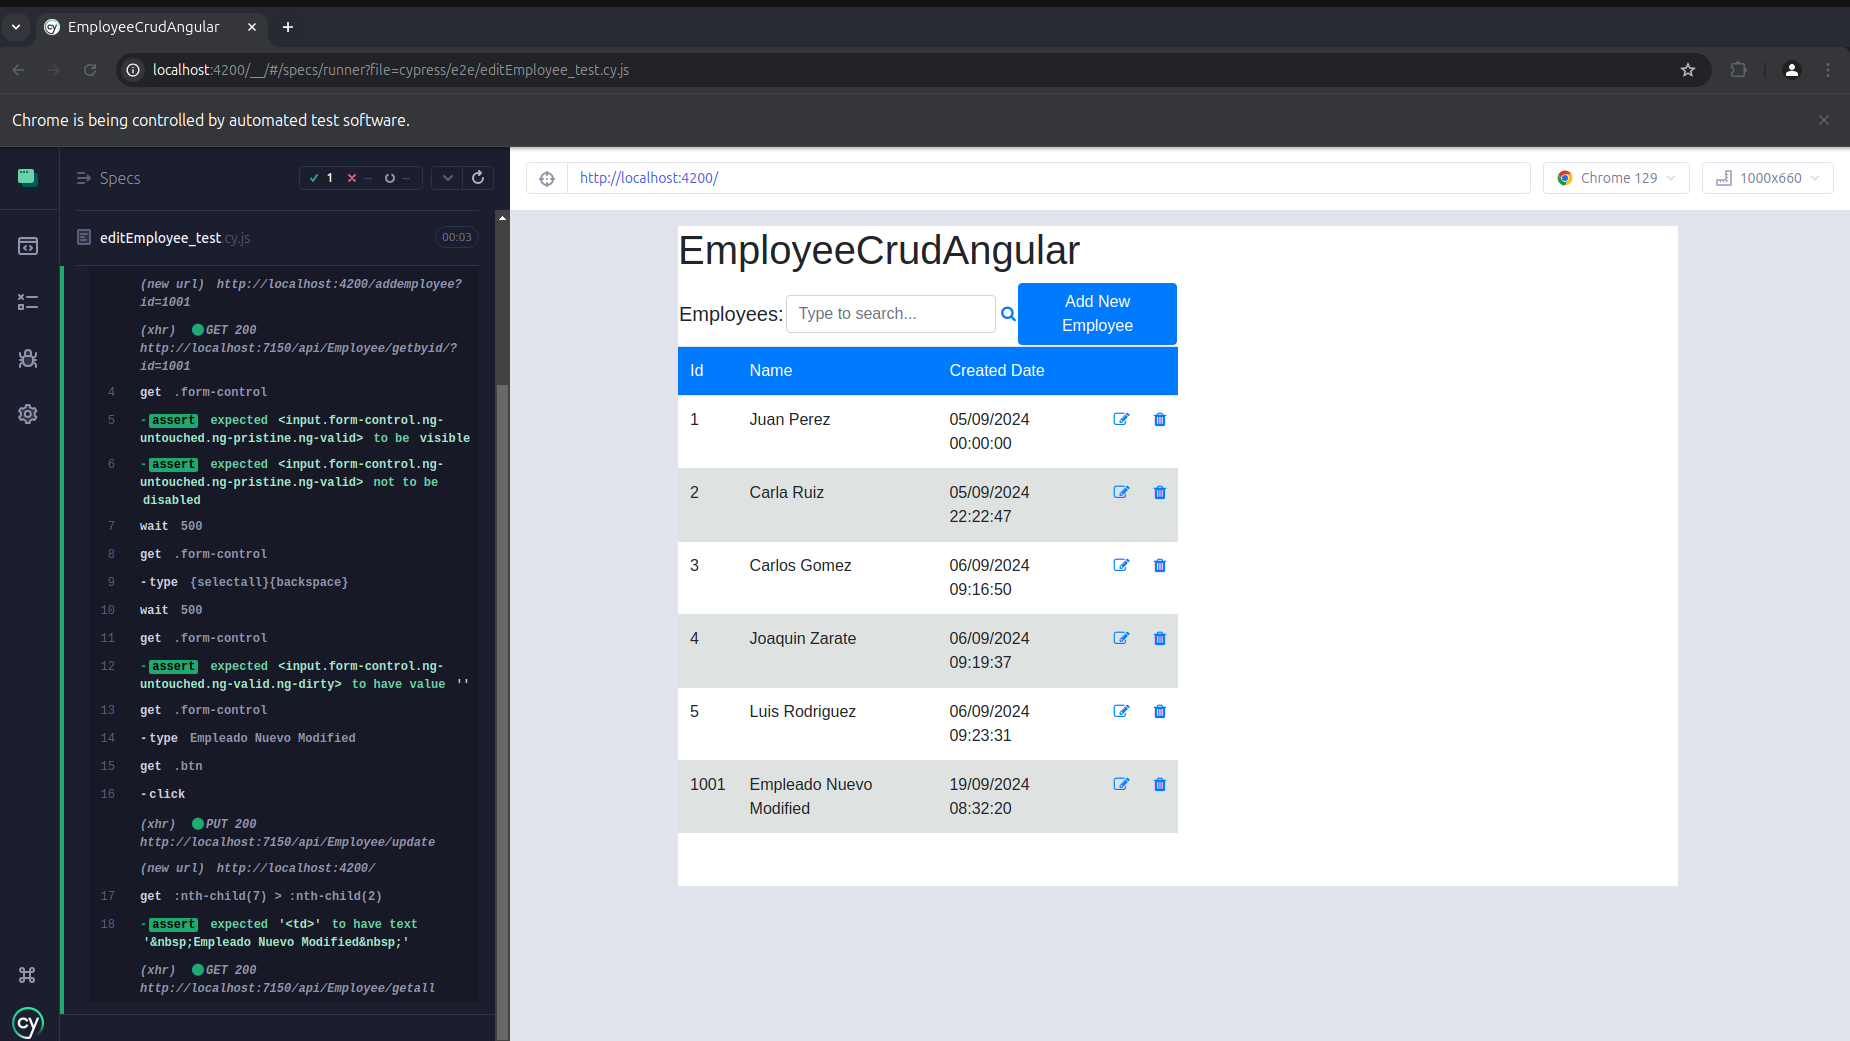 EmployeeCrudAngular
localhost:4200/__/#/specs/runner?file=cypress/e2e/editEmployee_test.cy.js
Chrome is being controlled by automated test software.
Specs
1 -- --
editEmployee_test.cy.js 00:03
(new url) http://localhost:4200/addemployee?
id=1001
(xhr) GET 200
http://localhost:7150/api/Employee/getbyid/?
id=1001
4 get .form-control
5 -assert expected <input.form-control.ng-
untouched.ng-pristine.ng-valid> to be visible
6 -assert expected <input.form-control.ng-
untouched.ng-pristine.ng-valid> not to be
disabled
7 wait 500
8 get .form-control
9 -type {selectall}{backspace}
10 wait 500
11 get .form-control
12 -assert expected <input.form-control.ng-
untouched.ng-valid.ng-dirty> to have value ''
13 get .form-control
14 -type Empleado Nuevo Modified
15 get .btn
16 -click
(xhr) PUT 200
http://localhost:7150/api/Employee/update
(new url) http://localhost:4200/
17 get :nth-child(7) > :nth-child(2)
18 -assert expected '<td>' to have text
'&nbsp;Empleado Nuevo Modified&nbsp;'
(xhr) GET 200
http://localhost:7150/api/Employee/getall
cy
http://localhost:4200/
Chrome 129
1000x660
EmployeeCrudAngular
Employees: Type to search...
Add New
Employee
Id Name Created Date
1 Juan Perez 05/09/2024
00:00:00
2 Carla Ruiz 05/09/2024
22:22:47
3 Carlos Gomez 06/09/2024
09:16:50
4 Joaquin Zarate 06/09/2024
09:19:37
5 Luis Rodriguez 06/09/2024
09:23:31
1001 Empleado Nuevo 19/09/2024
Modified 08:32:20